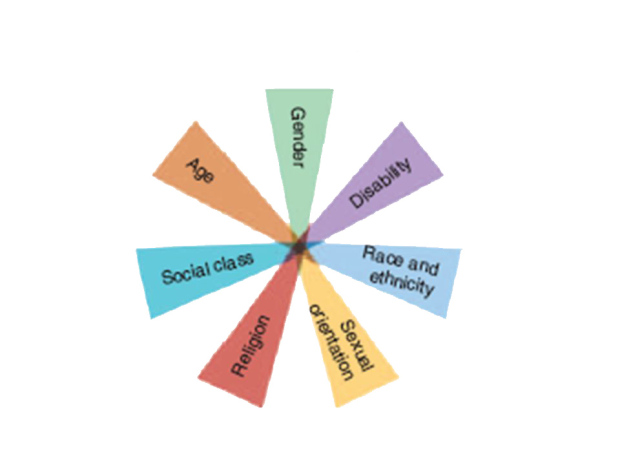 Gender
Disability
Race and
ethnicity
Sexual
orientation
Religion
Social class
Age